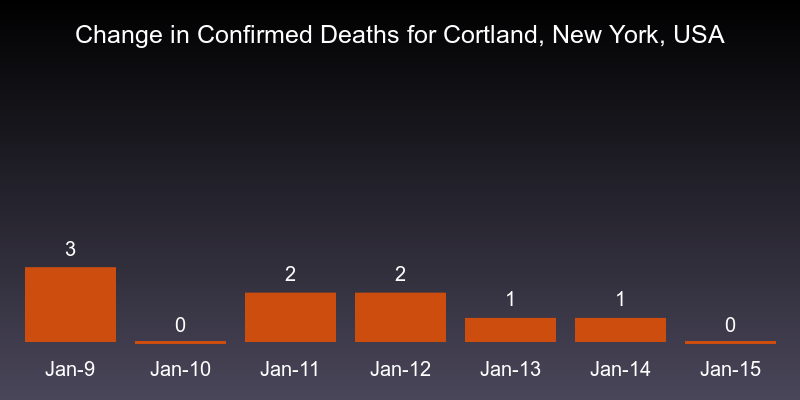 Change in Confirmed Deaths for Cortland, New York, USA
3 0 2 2 1 1 0
Jan-9 Jan-10 Jan-11 Jan-12 Jan-13 Jan-14 Jan-15